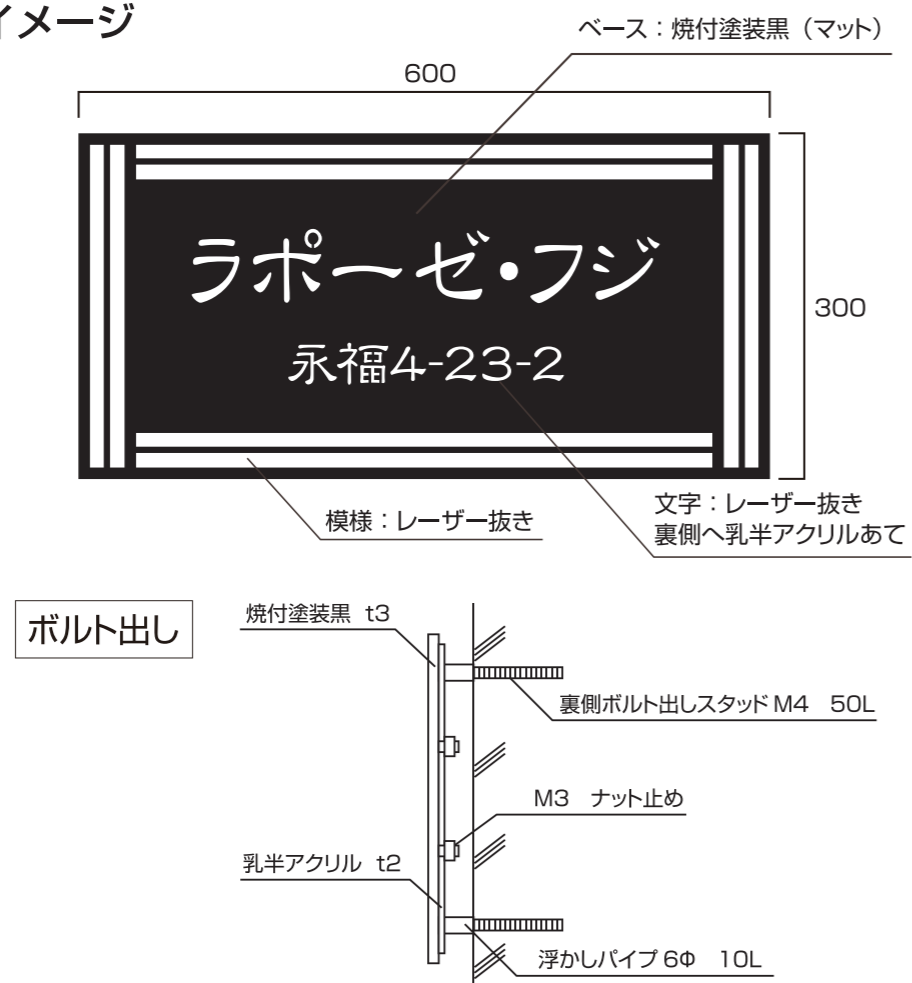 イメージ
ベース：焼付塗装黒（マット）
600
300
ラポーゼ・フジ
永福4-23-2
模様：レーザー抜き
文字：レーザー抜き
裏側へ乳半アクリルあて
ボルト出し
焼付塗装黒 t3
裏側ボルト出しスタッド M4 50L
M3 ナット止め
乳半アクリル t2
浮かしパイプ 6Φ 10L